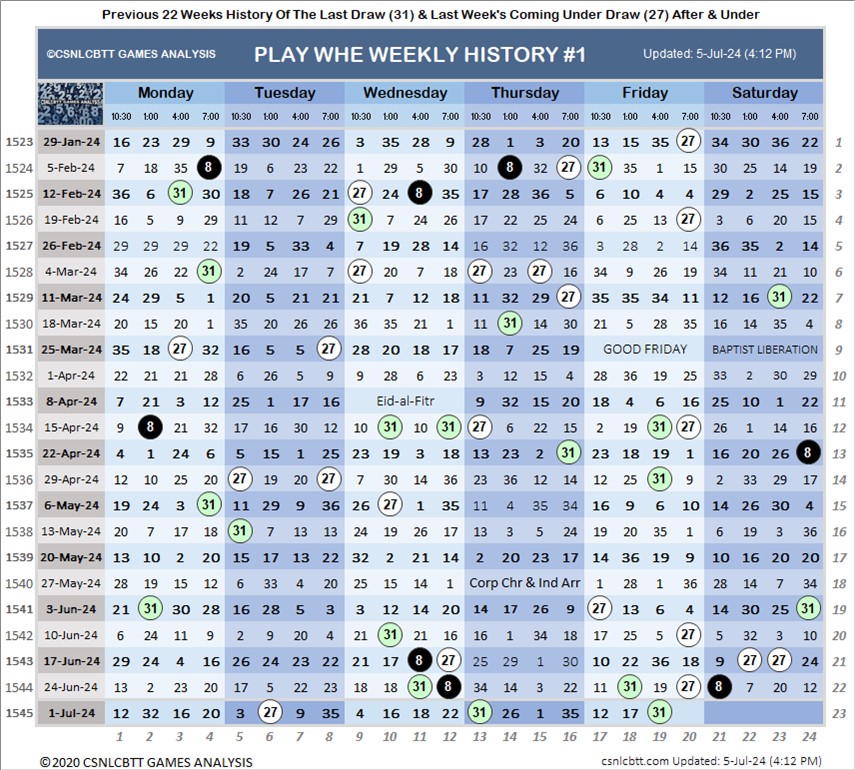 Previous 22 Weeks History Of The Last Draw (31) & Last Week's Coming Under Draw (27) After & Under
©CSNLCBTT GAMES ANALYSIS PLAY WHE WEEKLY HISTORY #1 Updated: 5-Jul-24 (4:12 PM)
Monday Tuesday Wednesday Thursday Friday Saturday
10:30 1:00 4:00 7:00 10:30 1:00 4:00 7:00 10:30 1:00 4:00 7:00 10:30 1:00 4:00 7:00 10:30 1:00 4:00 7:00 10:30 1:00 4:00 7:00
1523 29-Jan-24 16 23 29 9 33 30 24 26 3 35 28 9 28 1 3 20 13 15 35 27 34 30 36 22 1
1524 5-Feb-24 7 18 35 8 19 6 23 22 1 29 5 30 10 8 32 27 31 35 1 15 30 25 14 19 2
1525 12-Feb-24 36 6 31 30 18 7 26 21 27 24 8 35 17 28 36 5 6 10 4 4 29 2 25 15 3
1526 19-Feb-24 16 5 9 29 11 12 7 29 31 7 24 26 17 22 25 24 6 25 13 27 3 6 20 15 4
1527 26-Feb-24 29 29 29 22 19 5 33 4 7 19 28 14 16 32 12 36 3 28 2 14 36 35 2 14 5
1528 4-Mar-24 34 26 22 31 2 24 17 7 27 20 7 18 27 23 27 16 34 9 26 19 34 11 21 10 6
1529 11-Mar-24 24 29 5 1 20 5 21 21 21 7 12 18 11 32 29 27 35 35 34 11 12 16 31 22 7
1530 18-Mar-24 20 15 20 1 35 20 26 26 36 35 21 1 11 31 14 30 21 5 28 35 16 14 35 4 8
1531 25-Mar-24 35 18 27 32 16 5 5 27 28 20 18 17 18 7 25 19 GOOD FRIDAY BAPTIST LIBERATION 9
1532 1-Apr-24 22 21 21 28 6 26 5 9 9 28 6 23 3 12 15 4 28 36 19 25 33 2 30 29 10
1533 8-Apr-24 7 21 3 12 25 1 17 16 Eid-al-Fitr 9 32 15 20 18 4 6 16 25 10 1 22 11
1534 15-Apr-24 9 8 21 32 17 16 30 12 10 31 10 31 27 6 22 15 2 19 31 27 26 1 14 16 12
1535 22-Apr-24 4 1 24 6 5 15 1 25 23 19 3 18 13 23 2 31 23 18 19 1 16 20 26 8 13
1536 29-Apr-24 12 10 25 20 27 19 20 27 7 30 14 36 23 36 12 14 29 12 31 9 2 33 29 17 14
1537 6-May-24 19 24 3 31 11 29 9 36 26 27 1 35 11 4 35 34 16 9 6 10 14 26 30 4 15
1538 13-May-24 20 7 17 18 31 7 13 13 24 19 26 17 13 3 5 24 19 20 35 1 6 19 3 36 16
1539 20-May-24 13 10 2 20 15 17 13 22 32 2 21 14 2 20 23 17 14 36 19 9 10 16 20 20 17
1540 27-May-24 28 19 15 12 6 33 4 20 25 15 14 1 Corp Chr & Ind Arr 1 28 1 36 28 14 7 34 18
1541 3-Jun-24 21 31 30 28 16 28 5 3 3 12 14 20 14 17 26 9 27 13 6 4 14 30 25 31 19
1542 10-Jun-24 6 24 11 9 2 9 20 4 10 31 21 16 16 1 34 18 17 25 5 27 5 32 3 10 20
1543 17-Jun-24 29 24 4 16 26 24 23 22 21 17 8 27 25 29 1 30 10 22 36 18 9 27 27 24 21
1544 24-Jun-24 13 2 23 20 17 5 22 23 18 18 31 8 34 14 3 22 11 31 19 27 8 7 20 12 22
1545 1-Jul-24 12 32 16 20 3 27 9 35 4 16 18 22 31 26 1 35 12 17 31 23
1 2 3 4 5 6 7 8 9 10 11 12 13 14 15 16 17 18 19 20 21 22 23 24
©2020 CSNLCBTT GAMES ANALYSIS csnlcbtt.com Updated: 5-Jul-24 (4:12 PM)